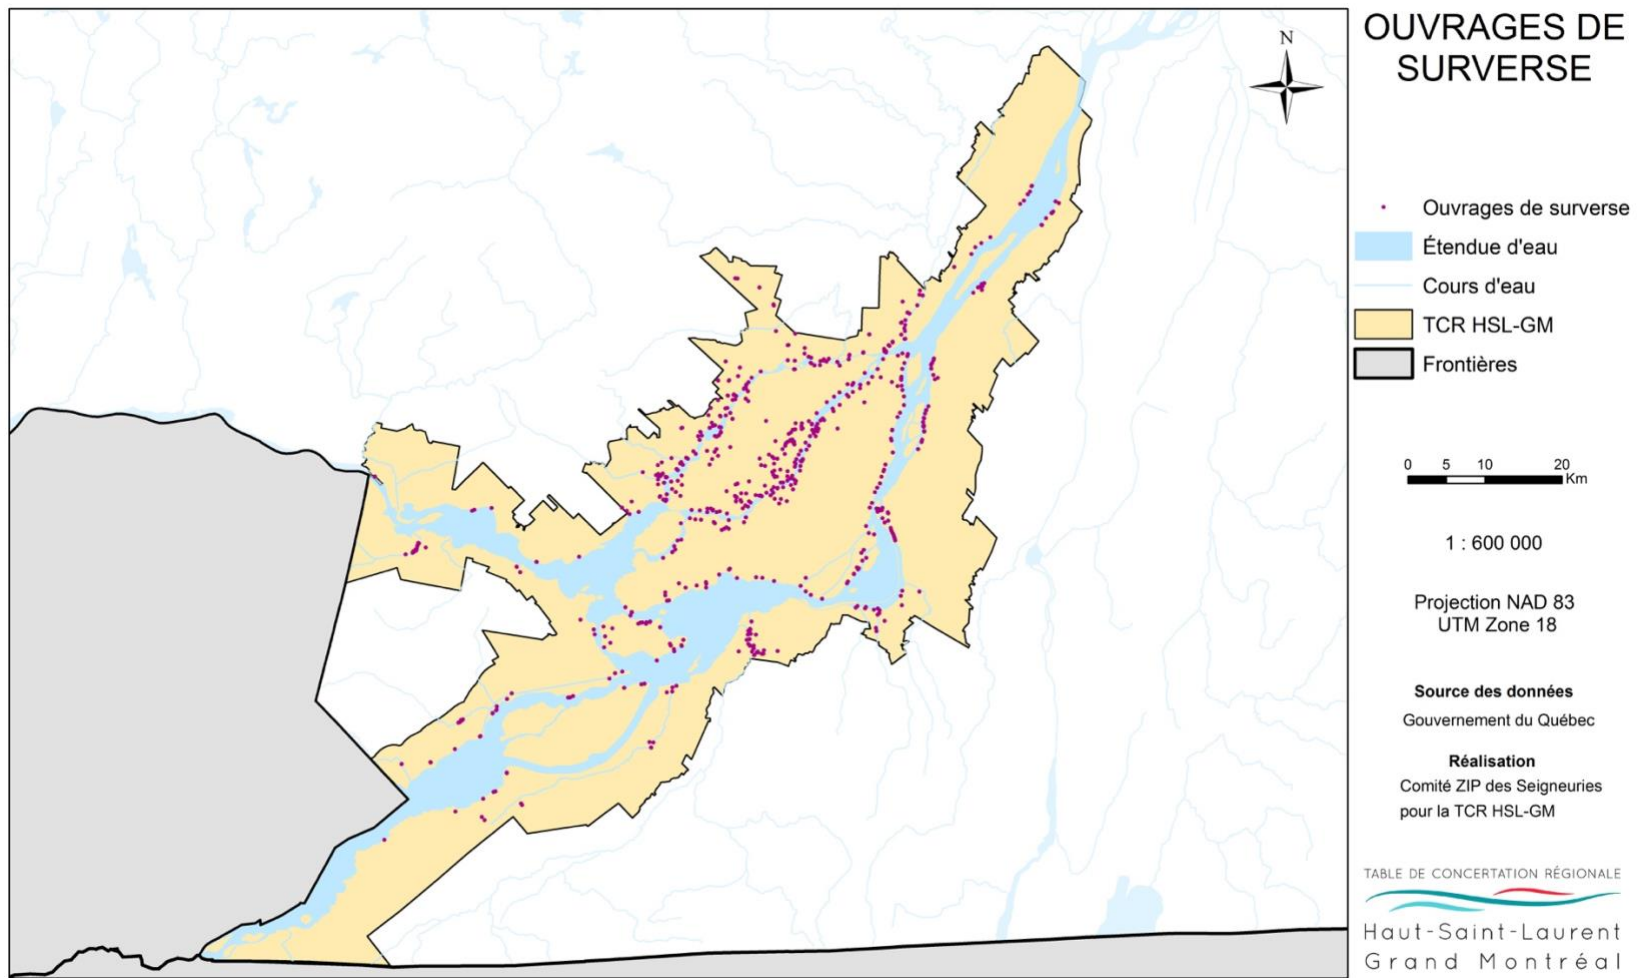 OUVRAGES DE
SURVERSE
N
Ouvrages de surverse
Étendue d'eau
Cours d'eau
TCR HSL-GM
Frontières
0 5 10 20
Km
1 : 600 000
Projection NAD 83
UTM Zone 18
Source des données
Gouvernement du Québec
Réalisation
Comité ZIP des Seigneuries
pour la TCR HSL-GM
TABLE DE CONCERTATION RÉGIONALE
Haut-Saint-Laurent
Grand Montréal